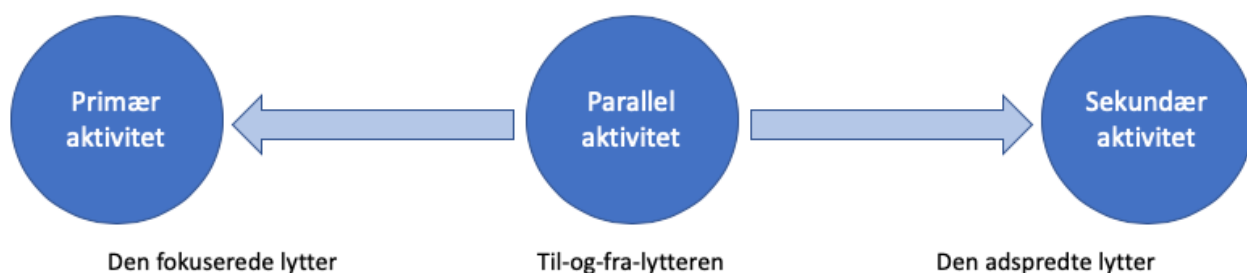 Primær
aktivitet
Parallel
aktivitet
Sekundær
aktivitet
Den fokuserede lytter
Til-og-fra-lytteren
Den adspredte lytter